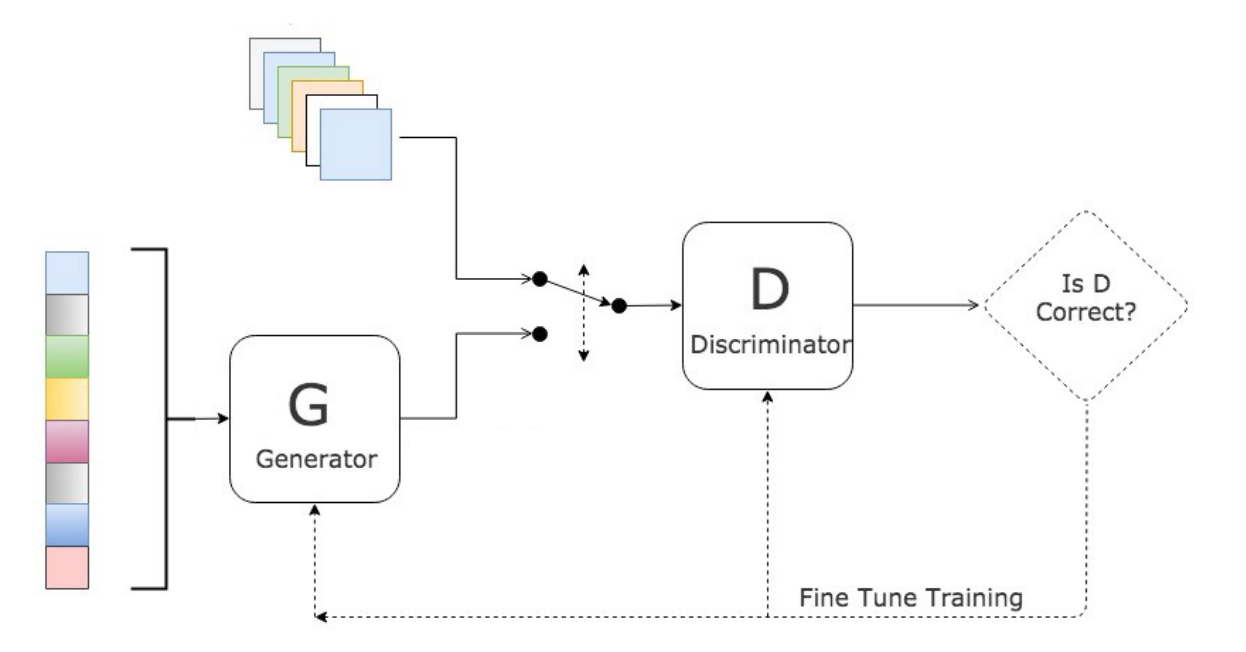 G
Generator
D
Discriminator
Is D
Correct?
Fine Tune Training